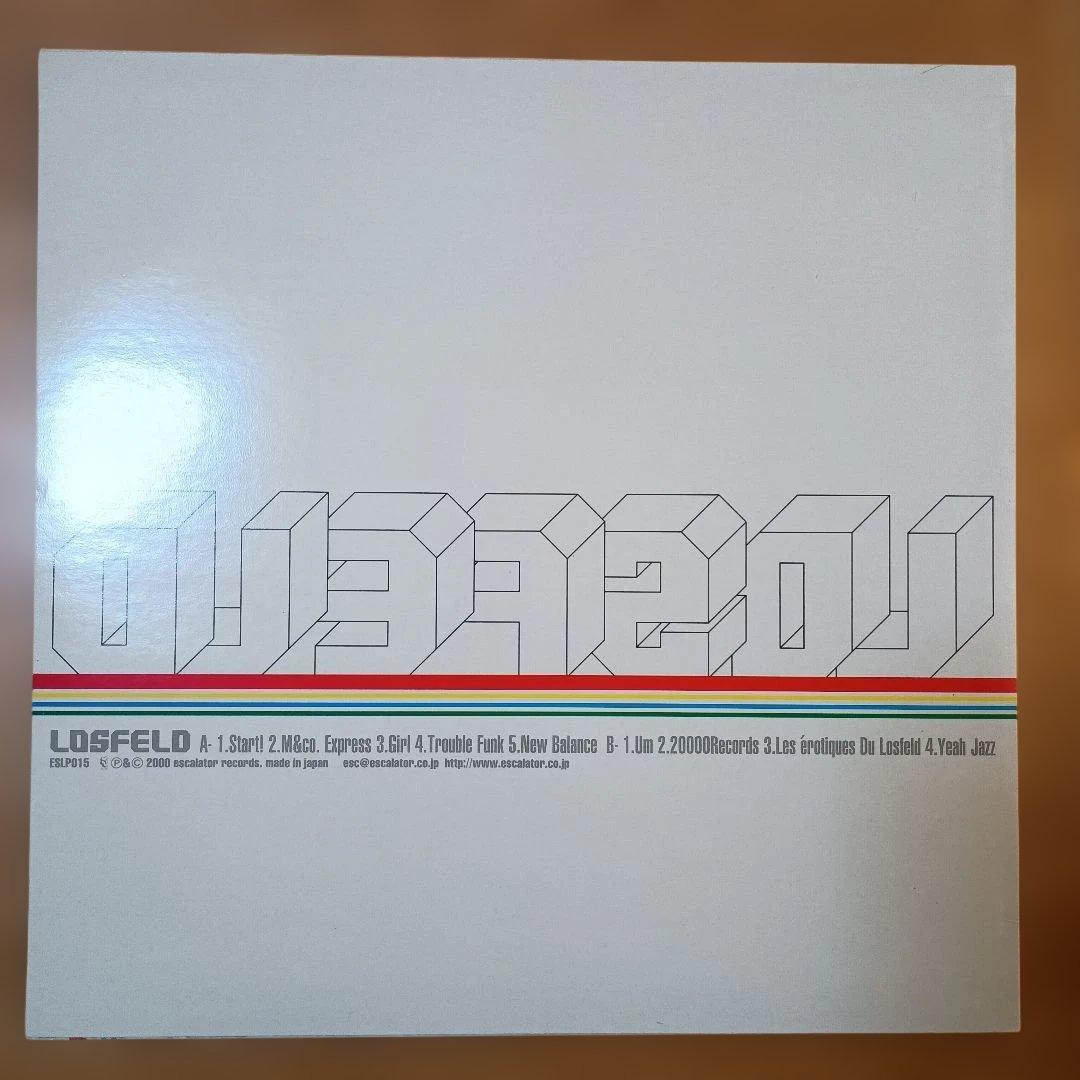 LOSFELD
LOSFELD A- 1.Start! 2.M&co. Express 3.Girl 4.Trouble Funk 5.New Balance B- 1.Um 2.20000Records 3.Les érotiques Du Losfeld 4.Yeah Jazz
ESLP015 ℗&© 2000 escalator records. made in japan esc@escalator.co.jp http://www.escalator.co.jp